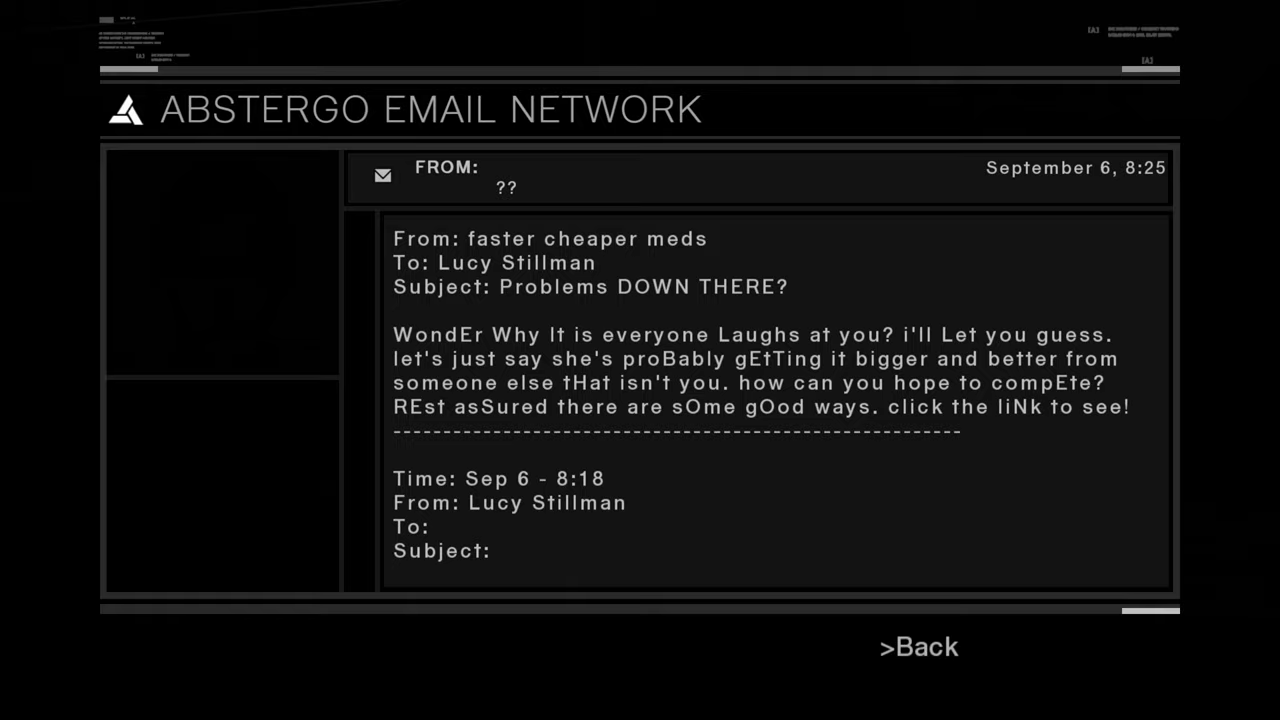 ABSTERGO EMAIL NETWORK
FROM:
??
September 6, 8:25
From: faster cheaper meds
To: Lucy Stillman
Subject: Problems DOWN THERE?
WondEr Why It is everyone Laughs at you? i'll Let you guess.
let's just say she's proBably gEtTing it bigger and better from
someone else tHat isn't you. how can you hope to compEte?
REst asSured there are sOme gOod ways. click the liNk to see!
---------------------------------------------------------
Time: Sep 6 - 8:18
From: Lucy Stillman
To:
Subject:
>Back